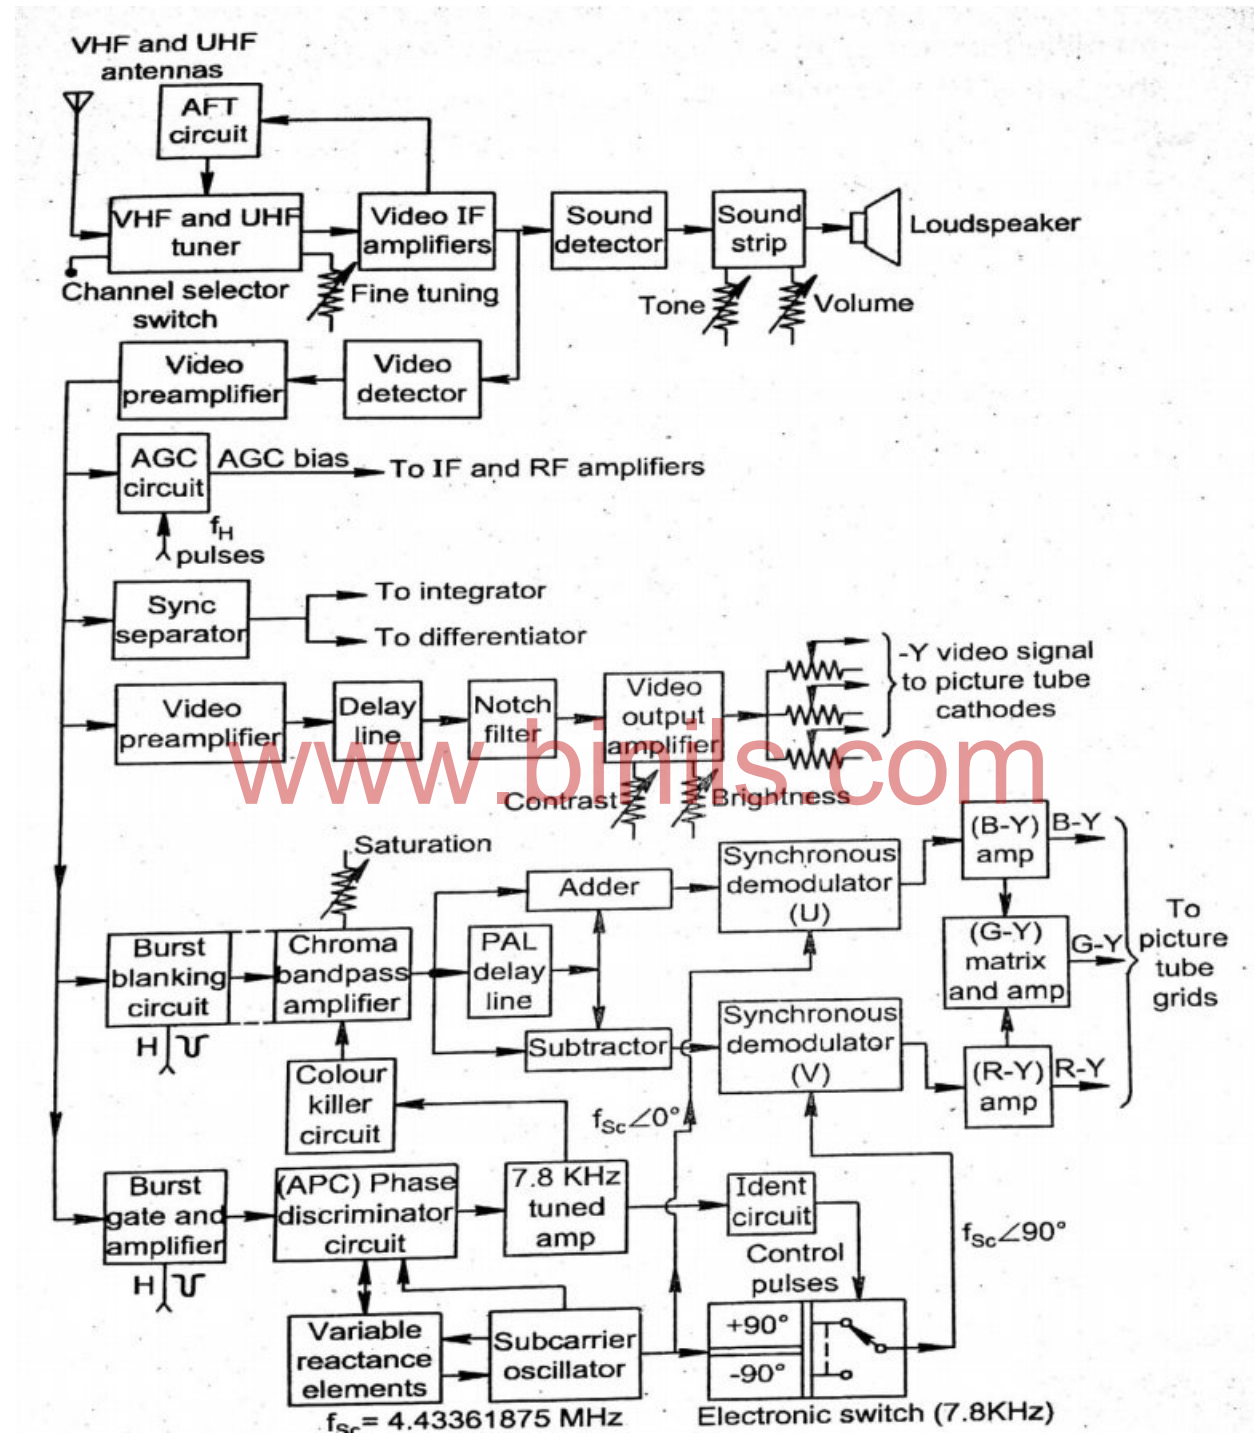 VHF and UHF
antennas
AFT
circuit
VHF and UHF
tuner
Video IF
amplifiers
Sound
detector
Sound
strip
Loudspeaker
Channel selector
switch
Fine tuning
Tone
Volume
Video
preamplifier
Video
detector
AGC
circuit
AGC bias
To IF and RF amplifiers
fH
pulses
Sync
separator
To integrator
To differentiator
Video
preamplifier
Delay
line
Notch
filter
Video
output
amplifier
-Y video signal
to picture tube
cathodes
www.binils.com
Contrast
Brightness
Saturation
Burst
blanking
circuit
Chroma
bandpass
amplifier
Adder
PAL
delay
line
Subtractor
Synchronous
demodulator
(U)
Synchronous
demodulator
(V)
(B-Y)
amp
B-Y
(G-Y)
matrix
and amp
G-Y
(R-Y)
amp
R-Y
To
picture
tube
grids
H
Colour
killer
circuit
fSc∠0°
Burst
gate and
amplifier
(APC) Phase
discriminator
circuit
7.8 KHz
tuned
amp
Ident
circuit
fSc∠90°
Control
pulses
H
Variable
reactance
elements
Subcarrier
oscillator
+90°
-90°
fSc= 4.43361875 MHz
Electronic switch (7.8KHz)